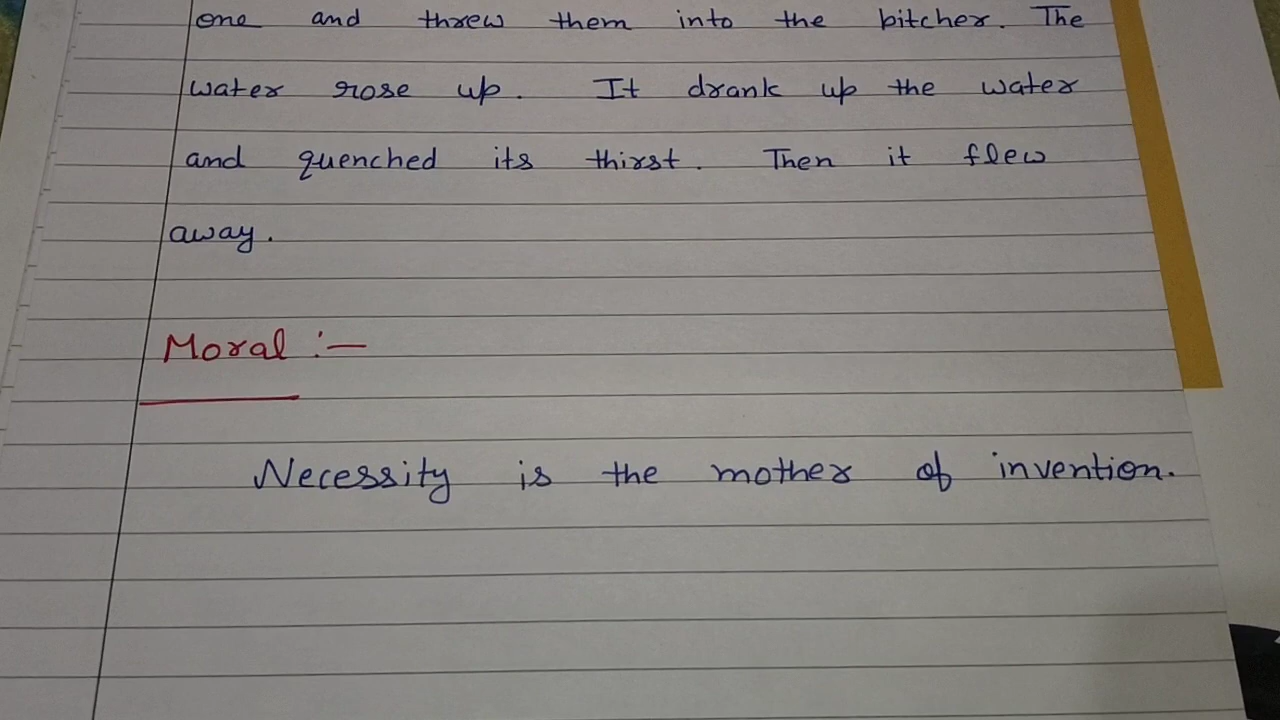 one and threw them into the pitcher. The
water rose up. It drank up the water
and quenched its thirst. Then it flew
away.
Moral :-
Necessity is the mother of invention.